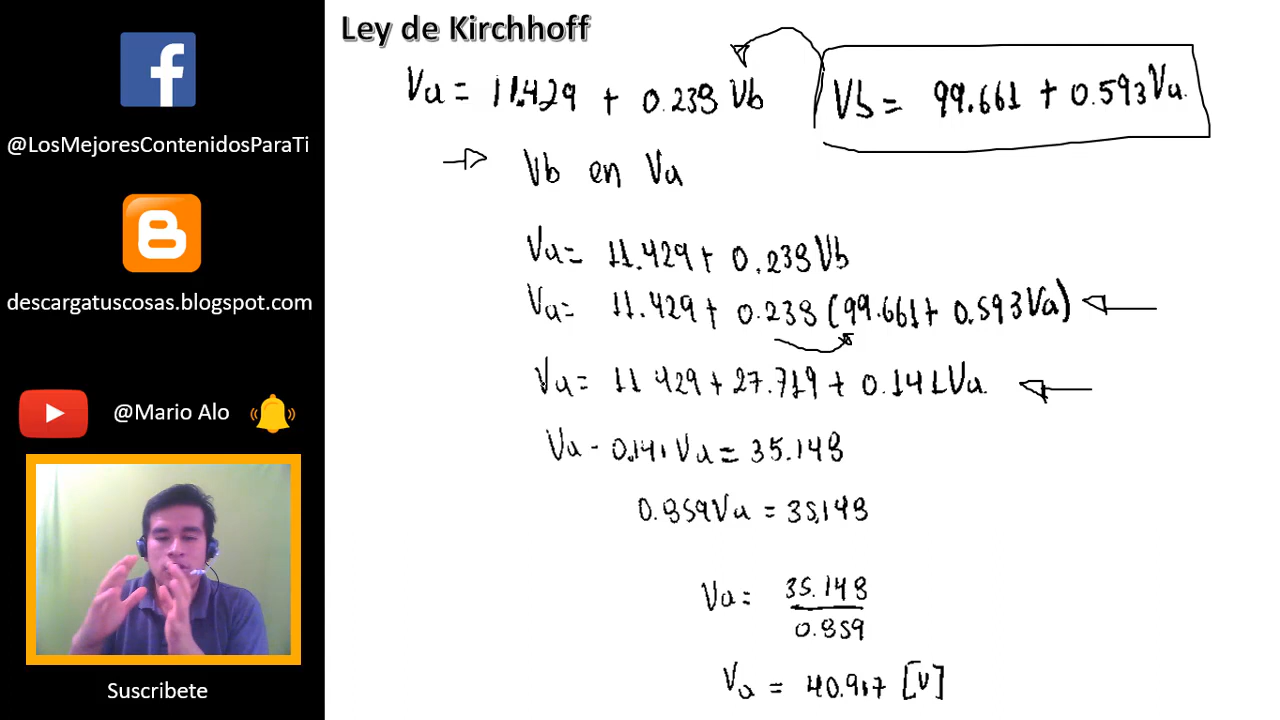 Ley de Kirchhoff
Va = 11.429 + 0.238 Vb
Vb = 99.661 + 0.593Va
@LosMejoresContenidosParaTi
Vb en Va
Va = 11.429 + 0.238Vb
descargatuscosas.blogspot.com
Va = 11.429 + 0.238 (99.661 + 0.593Va)
Va = 11 429 + 27.719 + 0.141Va
@Mario Alo
Va - 0.141 Va = 35.148
0.859Va = 35,148
Va = 35.148
0.859
Va = 40.917 [V]
Suscribete